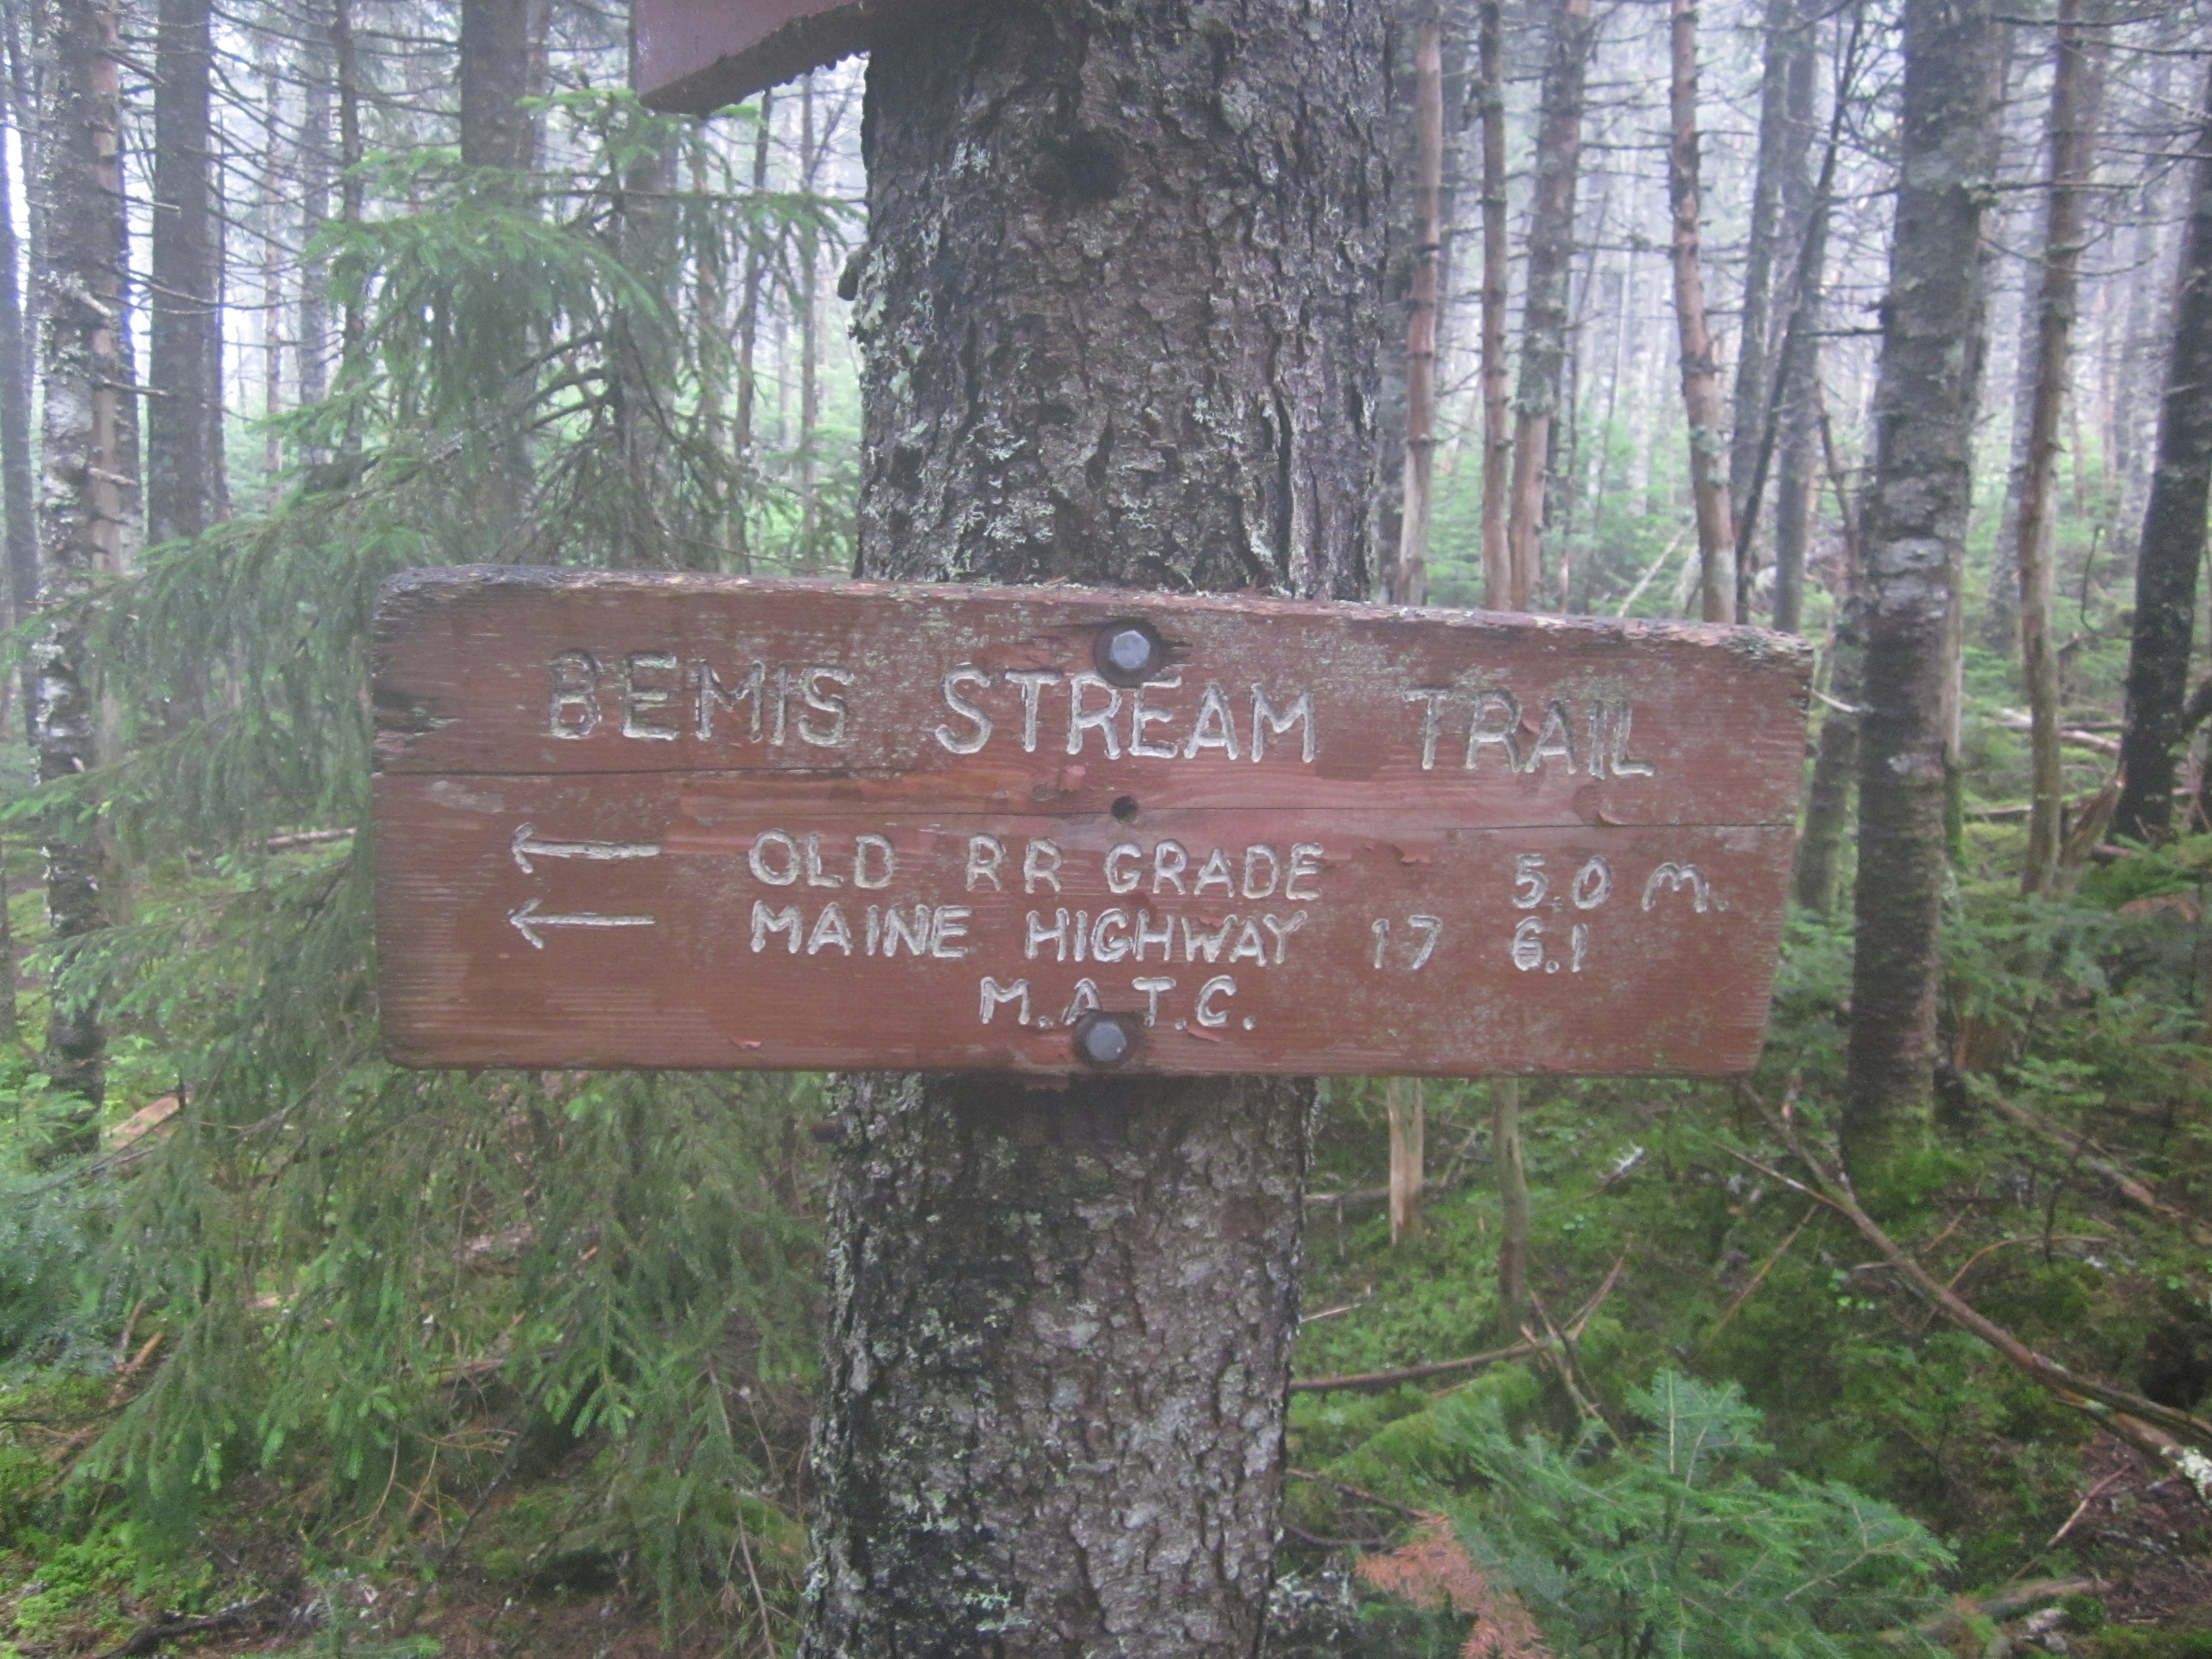 BEMIS STREAM TRAIL
← OLD RR GRADE 5.0 M.
← MAINE HIGHWAY 17 6.1
M.A.T.C.